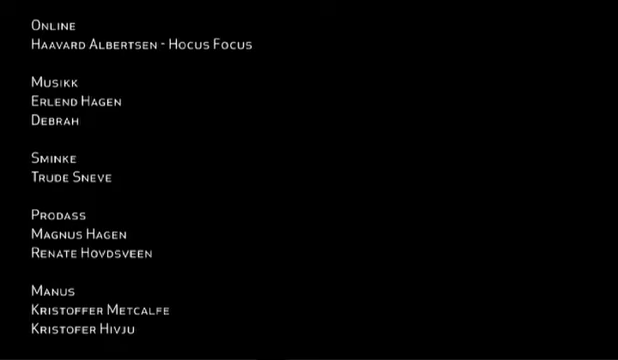 Online
Haavard Albertsen - Hocus Focus
Musikk
Erlend Hagen
Debrah
Sminke
Trude Sneve
Prodass
Magnus Hagen
Renate Hovdsveen
Manus
Kristoffer Metcalfe
Kristofer Hivju